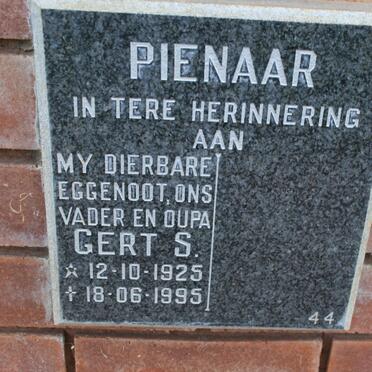 PIENAAR
IN TERE HERINNERING
AAN
MY DIERBARE
EGGENOOT, ONS
VADER EN OUPA
GERT S.
☆ 12-10-1925
✝ 18-06-1995
44